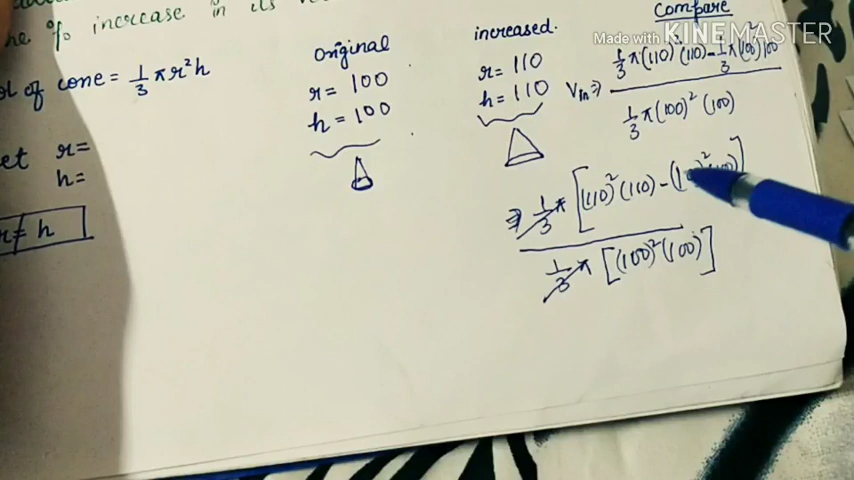 he % increase in its
Vol of cone = 1/3 πr²h
let r=
h=
r≠h
original
r = 100
h = 100
increased.
r = 110
h = 110
Compare
Made with KINEMASTER
Vin ⇒ 1/3 π(110)²(110) - 1/3 π(100)²100
1/3 π(100)²(100)
⇒ 1/3 π [(110)²(110) - (
1/3 π [(100)²(100)]